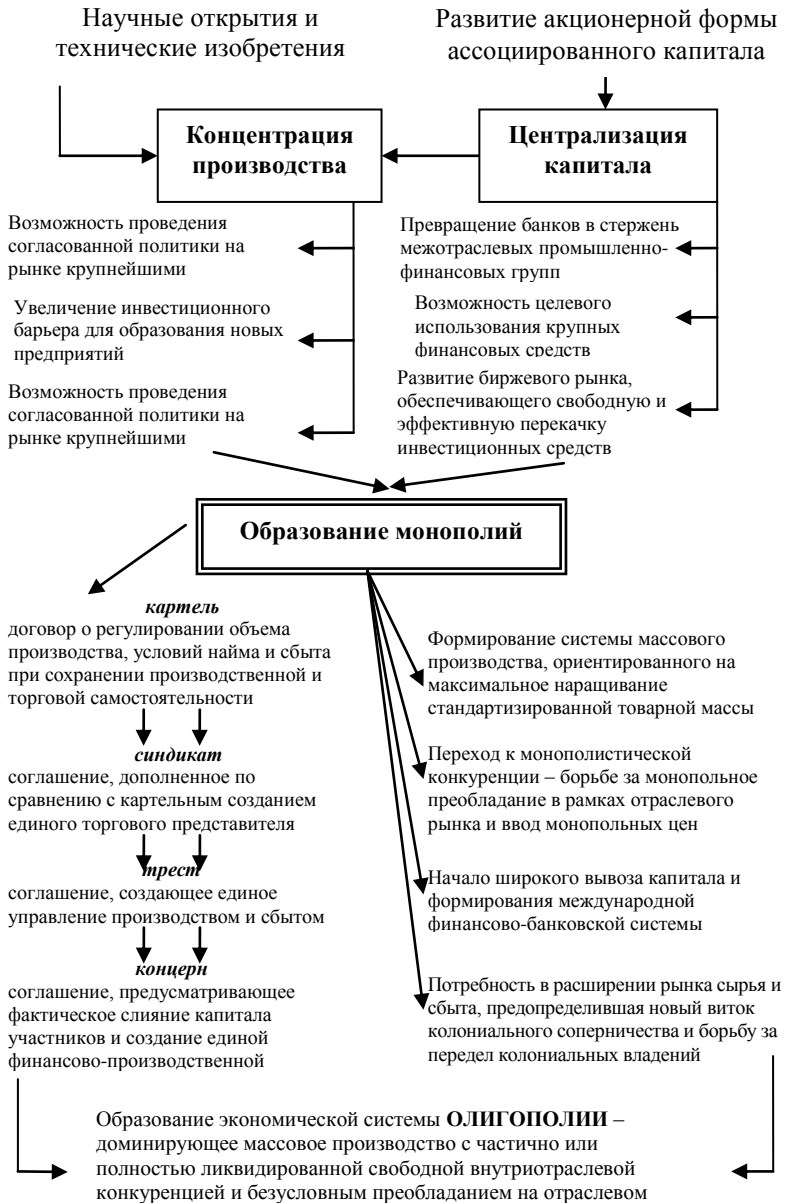 Научные открытия и
технические изобретения
Развитие акционерной формы
ассоциированного капитала
Концентрация
производства
Централизация
капитала
Возможность проведения
согласованной политики на
рынке крупнейшими
Увеличение инвестиционного
барьера для образования новых
предприятий
Возможность проведения
согласованной политики на
рынке крупнейшими
Превращение банков в стержень
межотраслевых промышленно-
финансовых групп
Возможность целевого
использования крупных
финансовых средств
Развитие биржевого рынка,
обеспечивающего свободную и
эффективную перекачку
инвестиционных средств
Образование монополий
картель
договор о регулировании объема
производства, условий найма и сбыта
при сохранении производственной и
торговой самостоятельности
синдикат
соглашение, дополненное по
сравнению с картельным созданием
единого торгового представителя
трест
соглашение, создающее единое
управление производством и сбытом
концерн
соглашение, предусматривающее
фактическое слияние капитала
участников и создание единой
финансово-производственной
Формирование системы массового
производства, ориентированного на
максимальное наращивание
стандартизированной товарной массы
Переход к монополистической
конкуренции – борьбе за монопольное
преобладание в рамках отраслевого
рынка и ввод монопольных цен
Начало широкого вывоза капитала и
формирования международной
финансово-банковской системы
Потребность в расширении рынка сырья и
сбыта, предопределившая новый виток
колониального соперничества и борьбу за
передел колониальных владений
Образование экономической системы ОЛИГОПОЛИИ –
доминирующее массовое производство с частично или
полностью ликвидированной свободной внутриотраслевой
конкуренцией и безусловным преобладанием на отраслевом